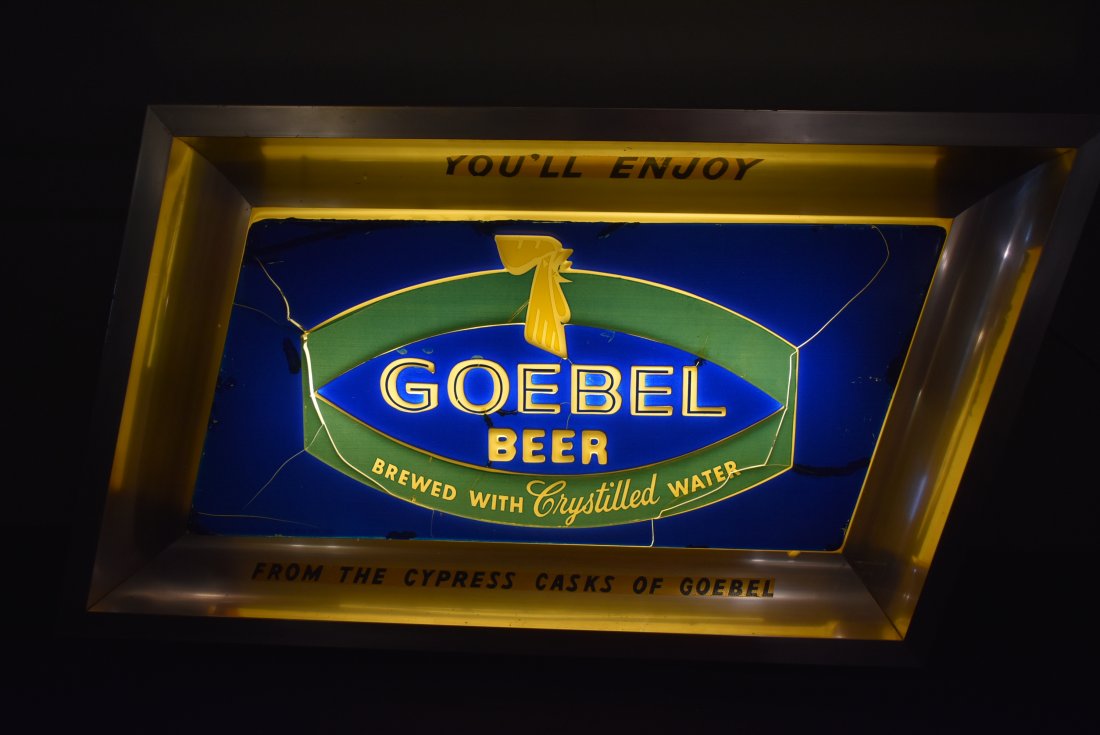 YOU'LL ENJOY
GOEBEL
BEER
BREWED WITH Crystilled WATER
FROM THE CYPRESS CASKS OF GOEBEL